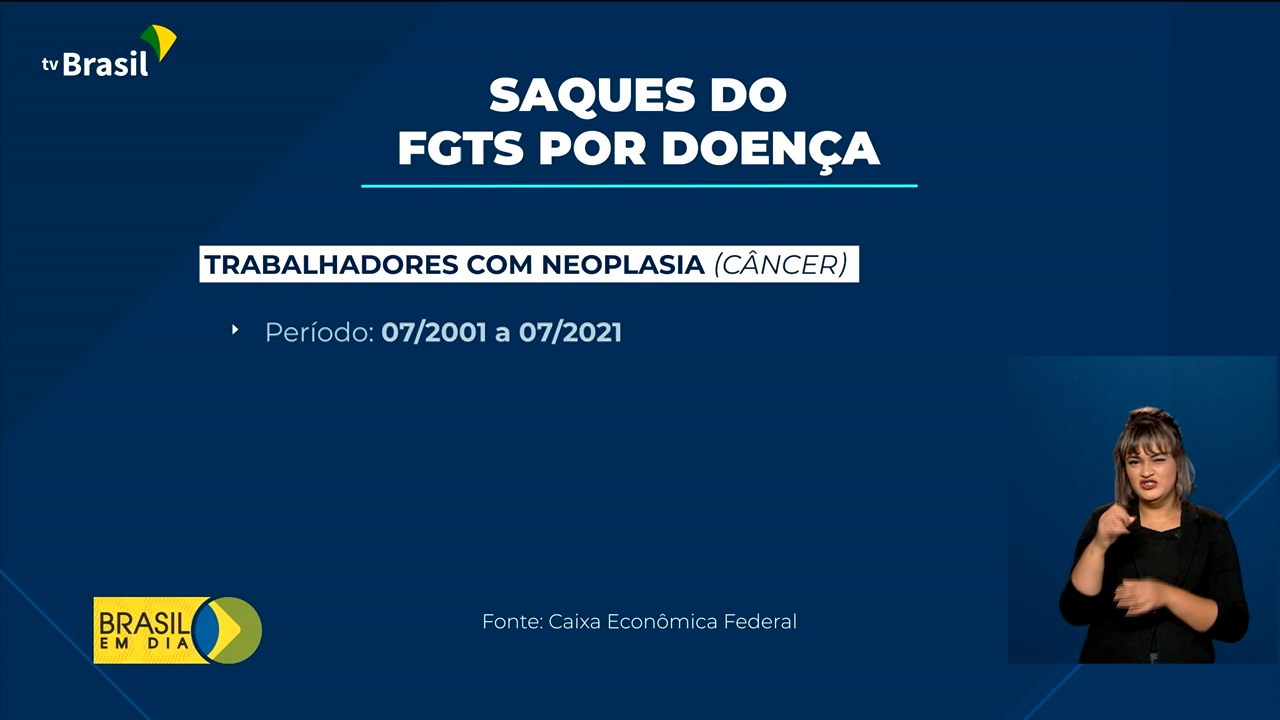 tv Brasil
SAQUES DO
FGTS POR DOENÇA
TRABALHADORES COM NEOPLASIA (CÂNCER)
Período: 07/2001 a 07/2021
BRASIL
EM DIA
Fonte: Caixa Econômica Federal